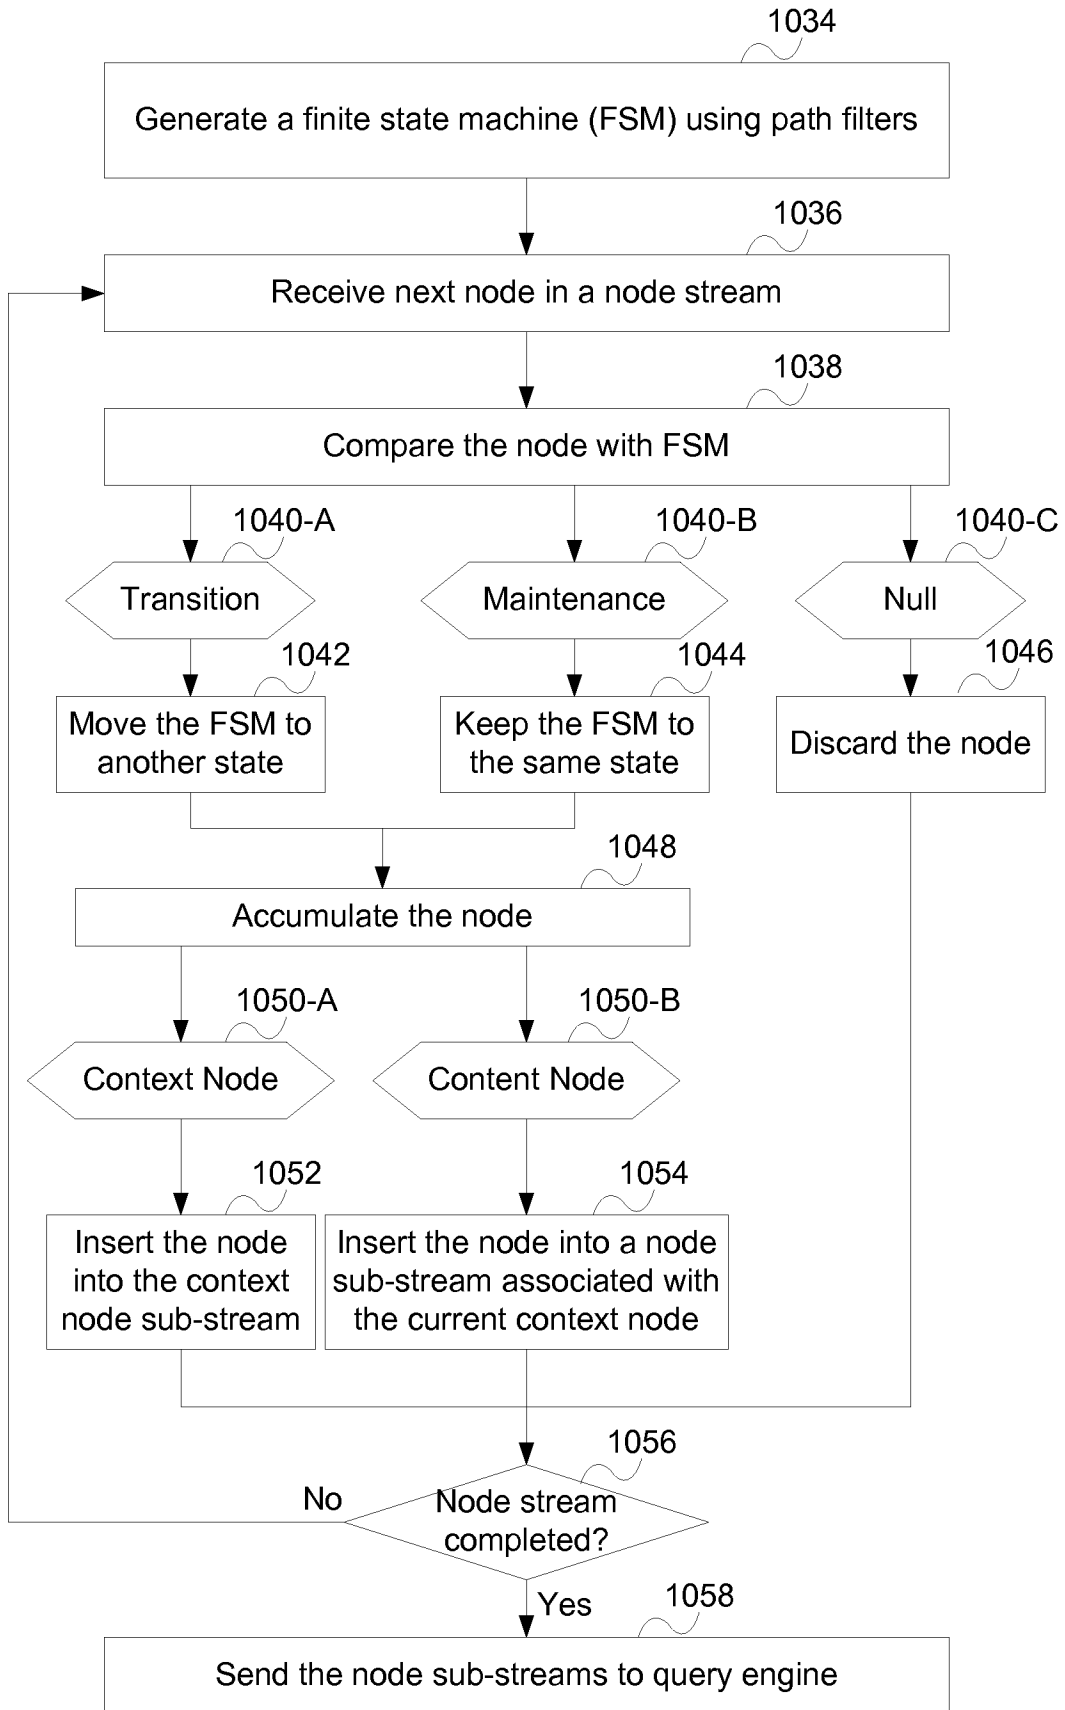 1034
Generate a finite state machine (FSM) using path filters
1036
Receive next node in a node stream
1038
Compare the node with FSM
1040-A
1040-B
1040-C
Transition
Maintenance
Null
1042
1044
1046
Move the FSM to
another state
Keep the FSM to
the same state
Discard the node
1048
Accumulate the node
1050-A
1050-B
Context Node
Content Node
1052
1054
Insert the node
into the context
node sub-stream
Insert the node into a node
sub-stream associated with
the current context node
1056
No
Node stream
completed?
Yes
1058
Send the node sub-streams to query engine